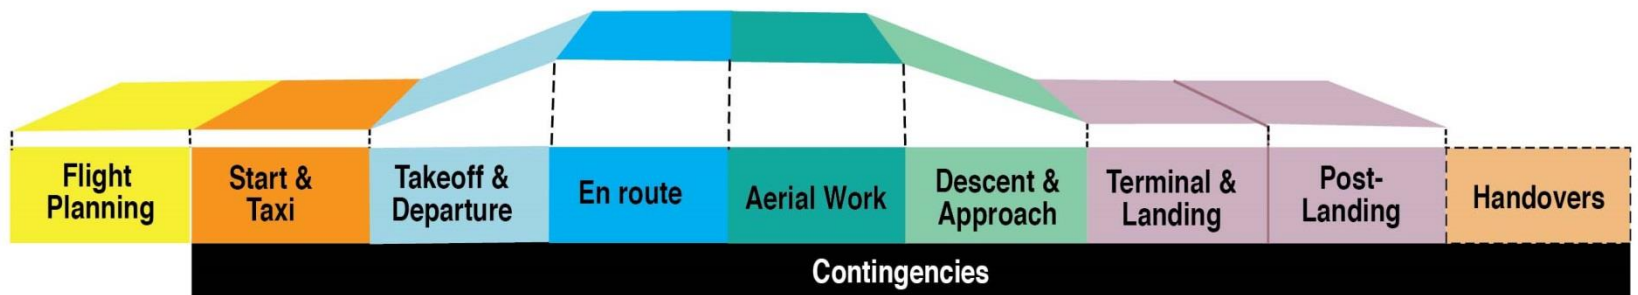 Flight
Planning
Start &
Taxi
Takeoff &
Departure
En route
Aerial Work
Descent &
Approach
Terminal &
Landing
Post-
Landing
Handovers
Contingencies